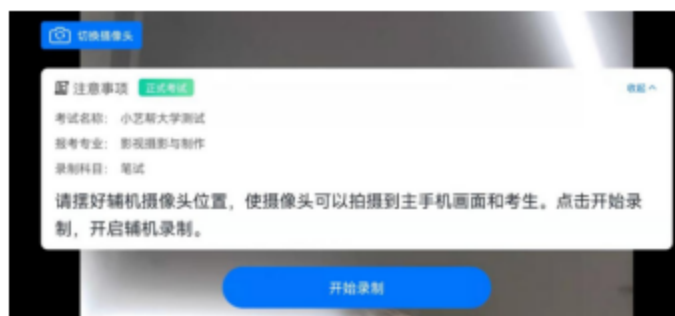 切换摄像头
注意事项 正式考试 收起
考试名称： 小艺帮大学测试
报考专业： 影视摄影与制作
录制科目： 笔试
请摆好辅机摄像头位置，使摄像头可以拍摄到主手机画面和考生。点击开始录
制，开启辅机录制。
开始录制